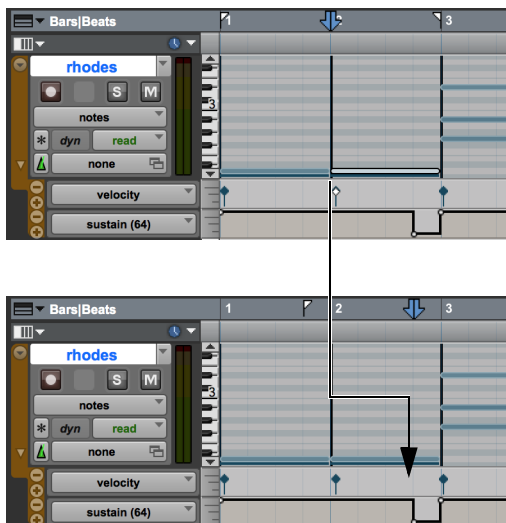 Bars|Beats 1 2 3
rhodes
S M
3
notes
* dyn read
none
velocity
sustain (64)
Bars|Beats 1 2 3
rhodes
S M
3
notes
* dyn read
none
velocity
sustain (64)